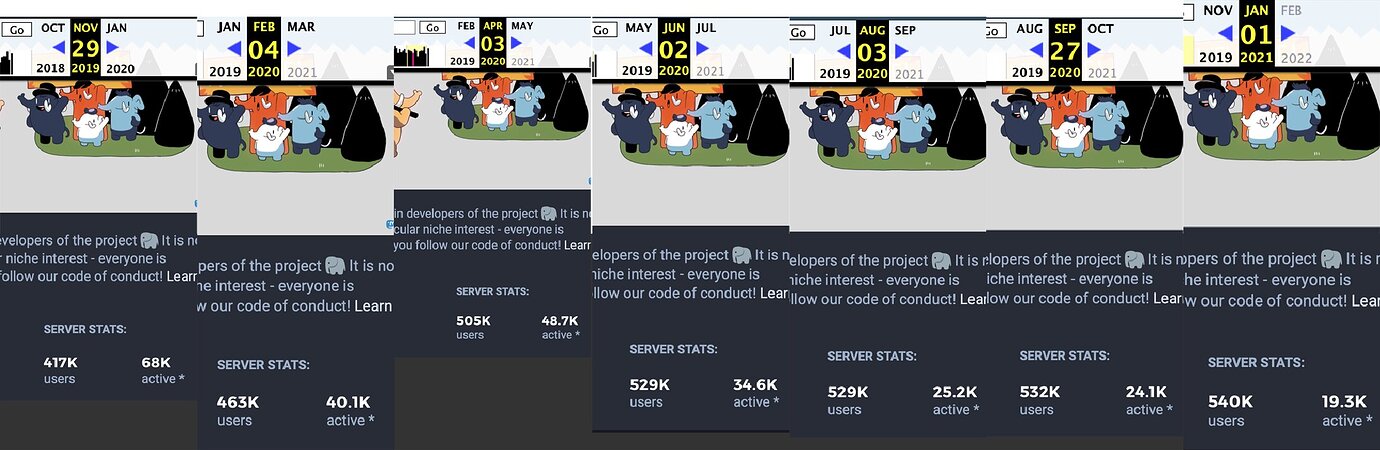 Go OCT NOV JAN
29
2018 2019 2020
evelopers of the project It is no
r niche interest - everyone is
follow our code of conduct! Learn
SERVER STATS:
417K 68K
users active *
JAN FEB MAR
04
2019 2020 2021
pers of the project It is no
he interest - everyone is
w our code of conduct! Learn
SERVER STATS:
463K 40.1K
users active *
Go FEB APR MAY
03
2019 2020 2021
in developers of the project It is no
cular niche interest - everyone is
you follow our code of conduct! Learn
SERVER STATS:
505K 48.7K
users active *
Go MAY JUN JUL
02
2019 2020 2021
elopers of the project It is n
niche interest - everyone is
llow our code of conduct! Lear
SERVER STATS:
529K 34.6K
users active *
Go JUL AUG SEP
03
2019 2020 2021
elopers of the project It is n
niche interest - everyone is
llow our code of conduct! Lear
SERVER STATS:
529K 25.2K
users active *
Go AUG SEP OCT
27
2019 2020 2021
lopers of the project It is n
iche interest - everyone is
low our code of conduct! Learn
SERVER STATS:
532K 24.1K
users active *
NOV JAN FEB
01
2019 2021 2022
pers of the project It is n
he interest - everyone is
w our code of conduct! Learn
SERVER STATS:
540K 19.3K
users active *